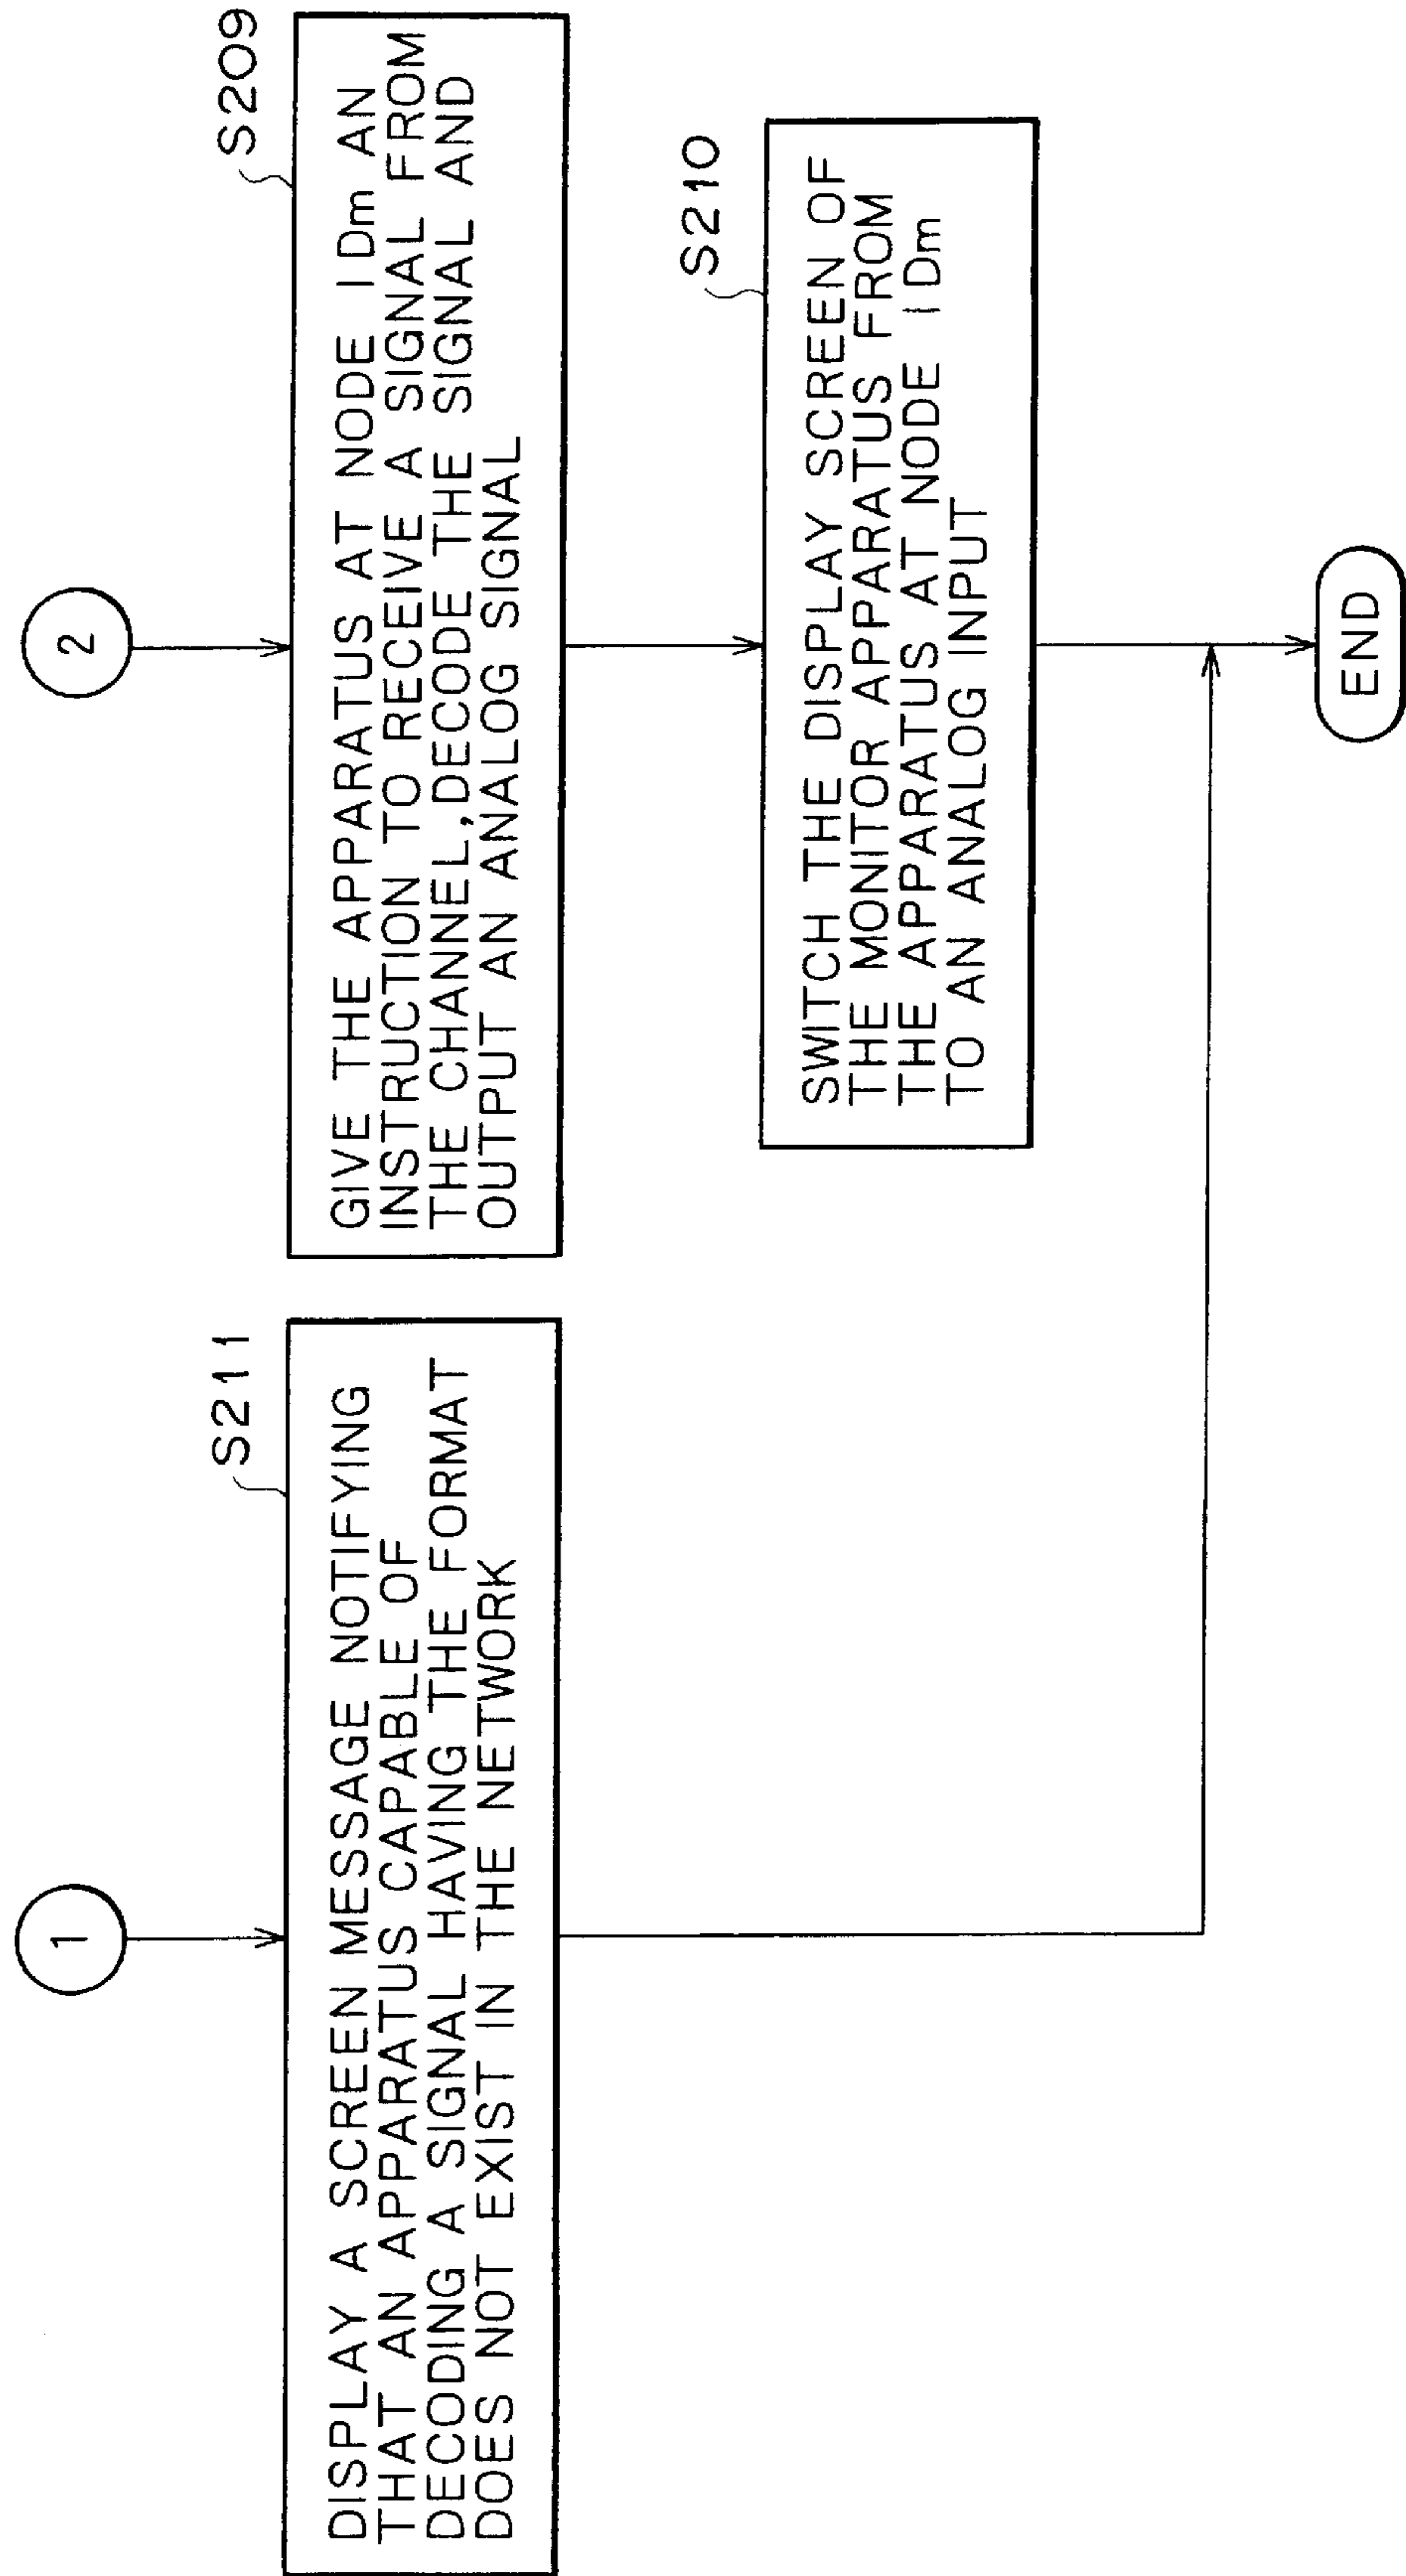 1
S211
DISPLAY A SCREEN MESSAGE NOTIFYING
THAT AN APPARATUS CAPABLE OF
DECODING A SIGNAL HAVING THE FORMAT
DOES NOT EXIST IN THE NETWORK
2
S209
GIVE THE APPARATUS AT NODE IDm AN
INSTRUCTION TO RECEIVE A SIGNAL FROM
THE CHANNEL,DECODE THE SIGNAL AND
OUTPUT AN ANALOG SIGNAL
S210
SWITCH THE DISPLAY SCREEN OF
THE MONITOR APPARATUS FROM
THE APPARATUS AT NODE IDm
TO AN ANALOG INPUT
END